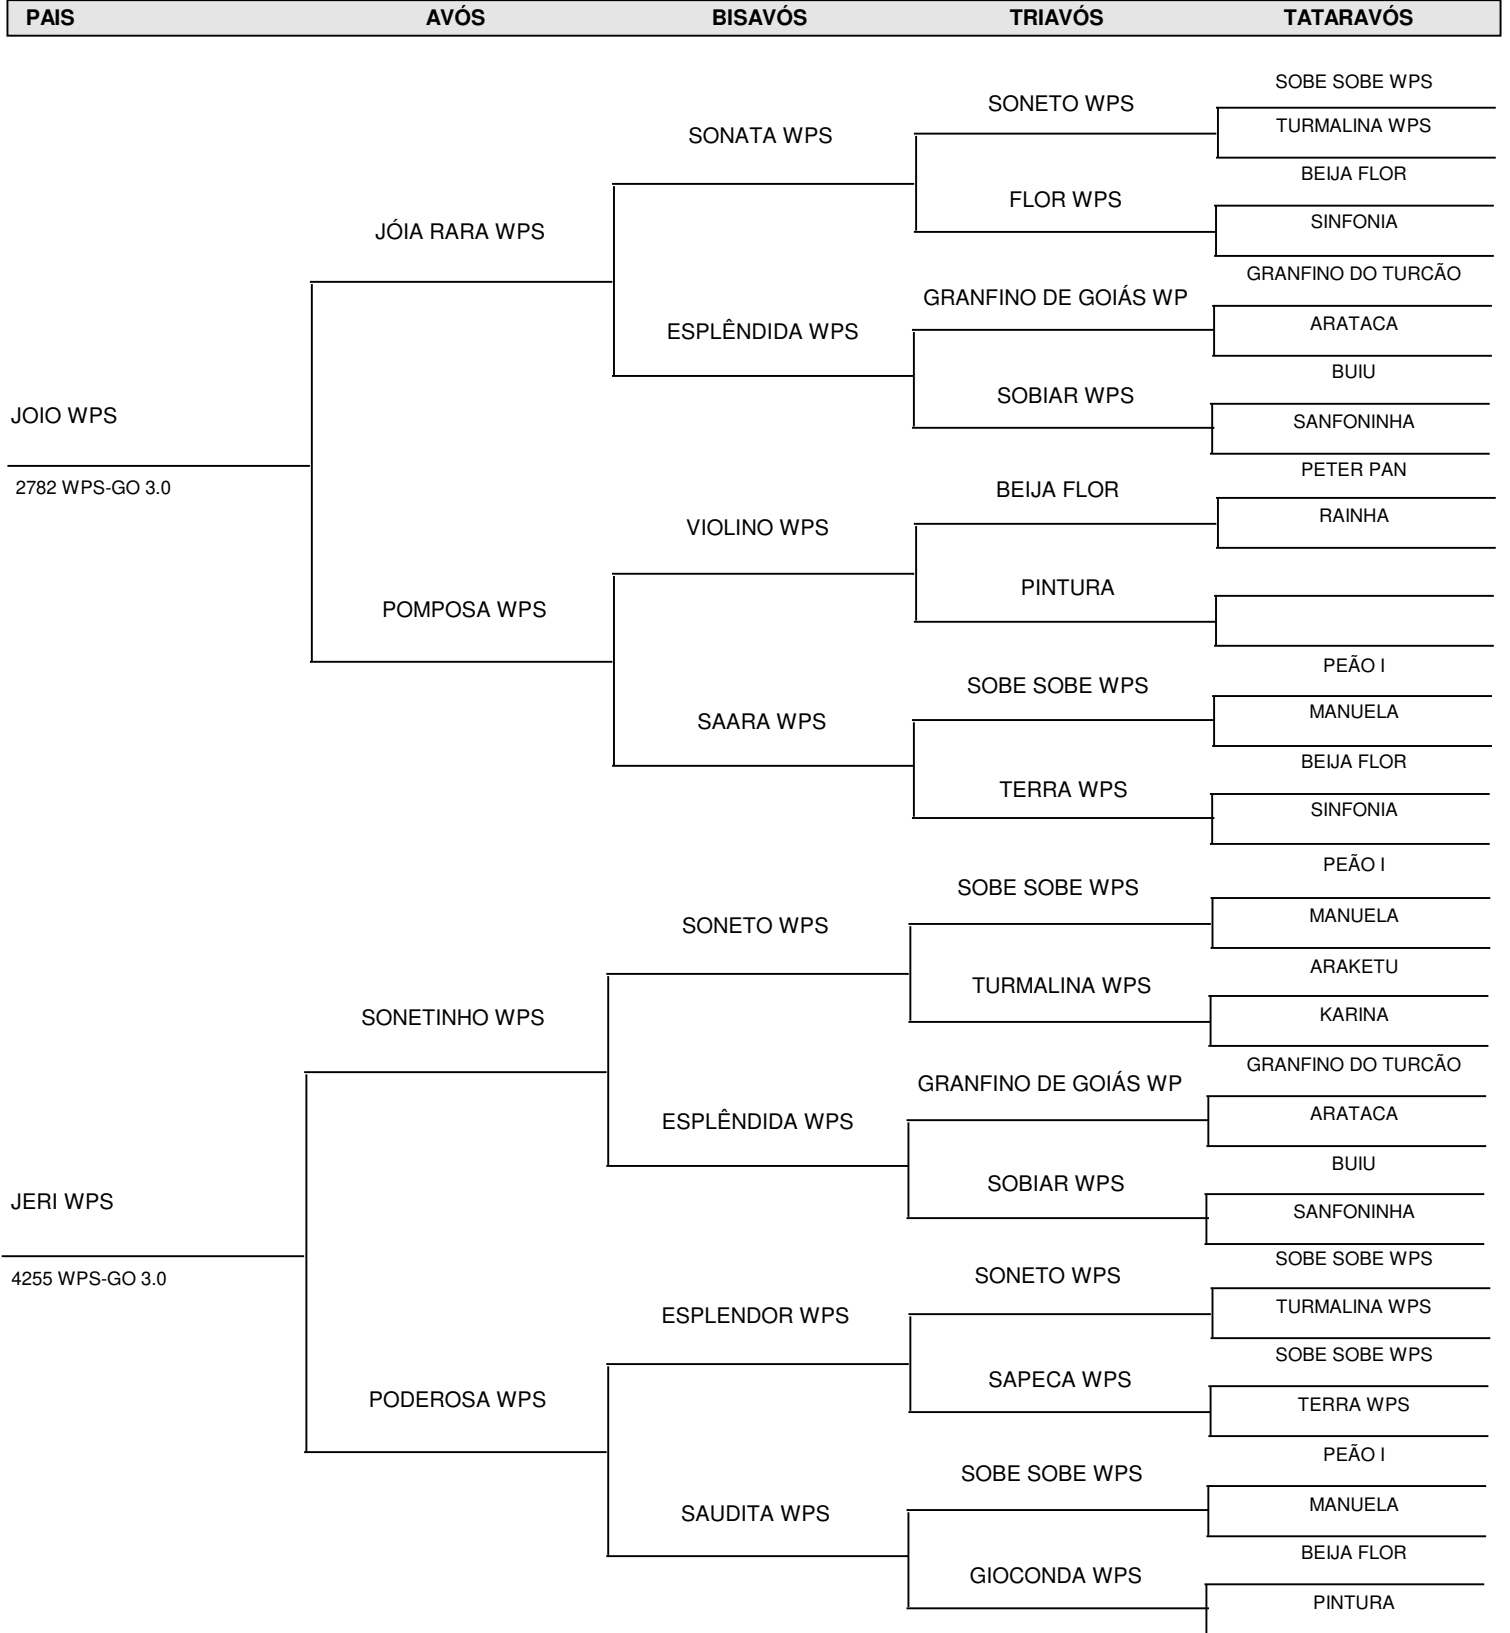 PAIS AVÓS BISAVÓS TRIAVÓS TATARAVÓS
SOBE SOBE WPS
SONETO WPS
TURMALINA WPS
SONATA WPS
BEIJA FLOR
FLOR WPS
SINFONIA
JÓIA RARA WPS
GRANFINO DO TURCÃO
GRANFINO DE GOIÁS WP
ARATACA
ESPLÊNDIDA WPS
BUIU
SOBIAR WPS
SANFONINHA
JOIO WPS
PETER PAN
2782 WPS-GO 3.0
BEIJA FLOR
RAINHA
VIOLINO WPS
PINTURA
POMPOSA WPS
PEÃO I
SOBE SOBE WPS
MANUELA
SAARA WPS
BEIJA FLOR
TERRA WPS
SINFONIA
PEÃO I
SOBE SOBE WPS
MANUELA
SONETO WPS
ARAKETU
TURMALINA WPS
KARINA
SONETINHO WPS
GRANFINO DO TURCÃO
GRANFINO DE GOIÁS WP
ARATACA
ESPLÊNDIDA WPS
BUIU
SOBIAR WPS
JERI WPS
SANFONINHA
SOBE SOBE WPS
4255 WPS-GO 3.0
SONETO WPS
TURMALINA WPS
ESPLENDOR WPS
SOBE SOBE WPS
SAPECA WPS
PODEROSA WPS
TERRA WPS
PEÃO I
SOBE SOBE WPS
MANUELA
SAUDITA WPS
BEIJA FLOR
GIOCONDA WPS
PINTURA